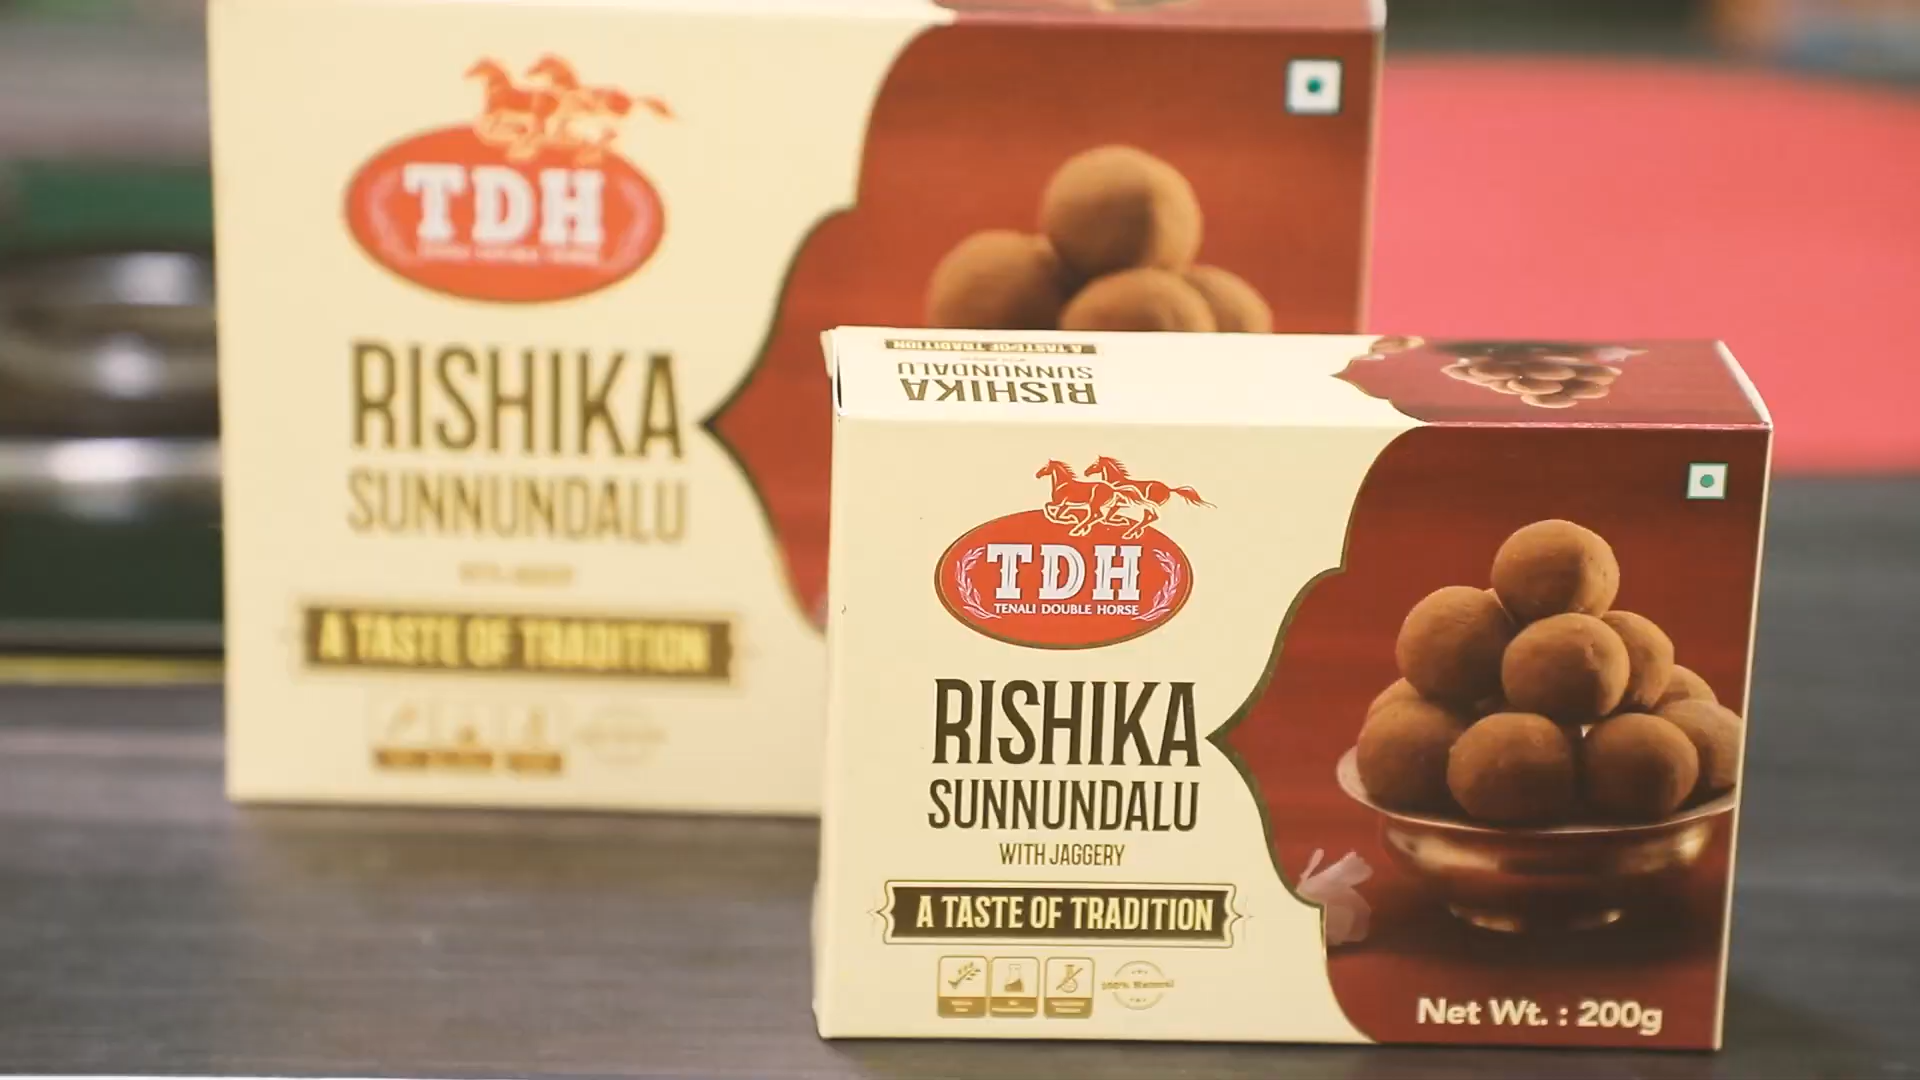 TDH
RISHIKA
SUNNUNDALU
A TASTE OF TRADITION
A TASTE OF TRADITION
RISHIKA
SUNNUNDALU
TDH
TENALI DOUBLE HORSE
RISHIKA
SUNNUNDALU
WITH JAGGERY
A TASTE OF TRADITION
100% Natural
Net Wt. : 200g